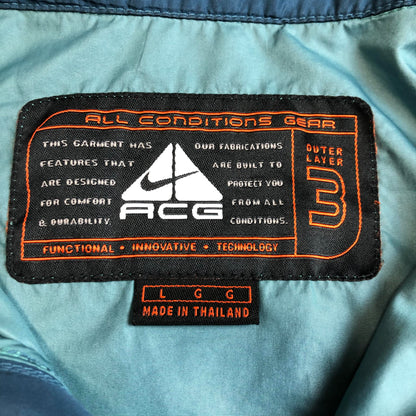 ALL CONDITIONS GEAR
THIS GARMENT HAS
FEATURES THAT
ARE DESIGNED
FOR COMFORT
& DURABILITY.
ACG
OUR FABRICATIONS
ARE BUILT TO
PROTECT YOU
FROM ALL
CONDITIONS.
OUTER
LAYER
3
FUNCTIONAL • INNOVATIVE • TECHNOLOGY
L G G
MADE IN THAILAND